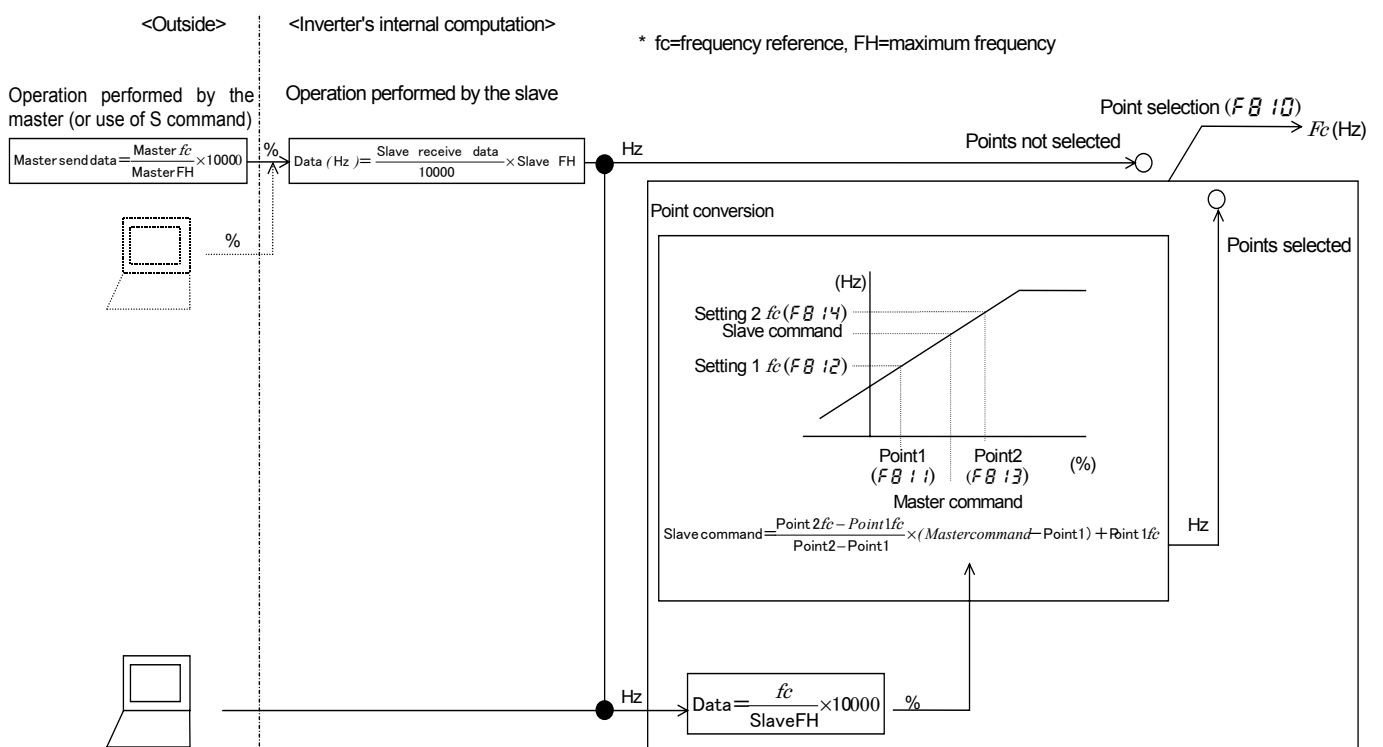 <Outside>
<Inverter's internal computation>
* fc=frequency reference, FH=maximum frequency
Operation performed by the
master (or use of S command)
Operation performed by the slave
Point selection (F810)
Fc (Hz)
Points not selected
Master send data = Master fc / Master FH ×10000
%
Data (Hz) = Slave receive data / 10000 × Slave FH
Hz
%
Point conversion
Points selected
(Hz)
Setting 2 fc (F814)
Slave command
Setting 1 fc (F812)
Point1
(F811)
Point2
(F813)
(%)
Master command
Slave command = Point 2fc – Point1fc / Point2–Point1 ×(Mastercommand–Point1) + Point 1fc
Hz
Hz
Data = fc / SlaveFH ×10000
%